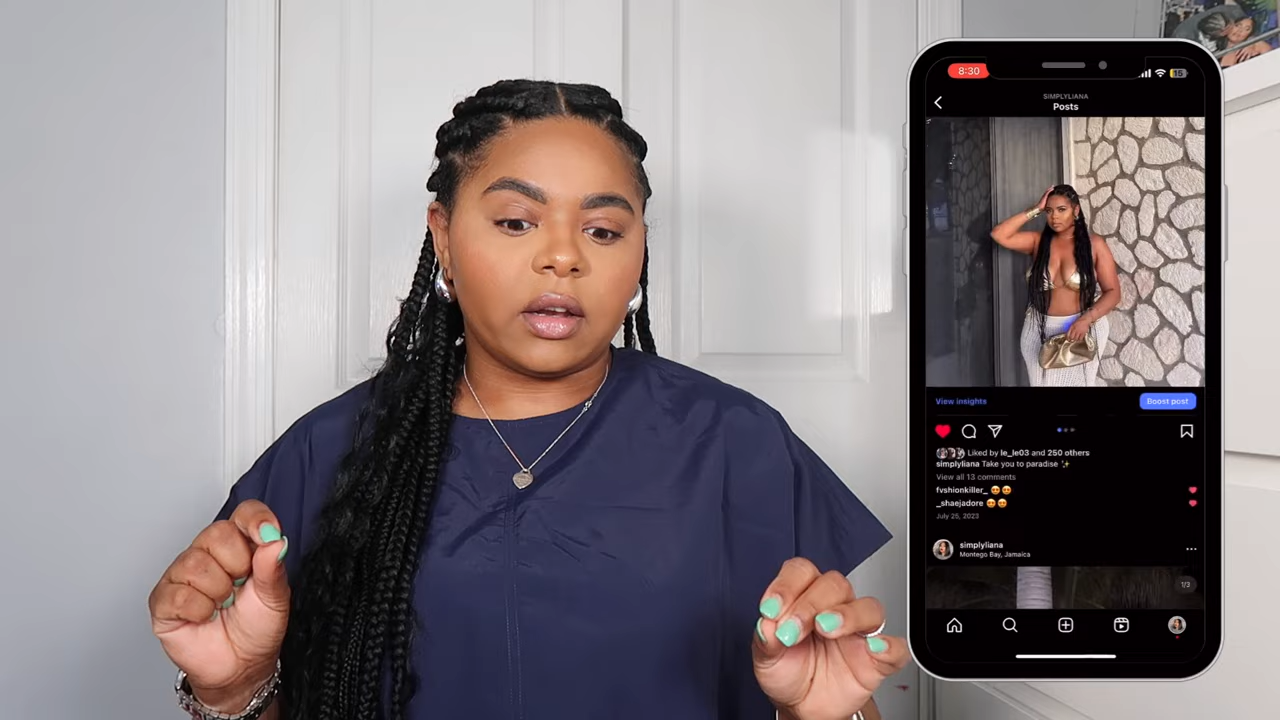 8:30
15
SIMPLYLIANA
Posts
View insights
Boost post
Liked by le_le03 and 250 others
simplyliana Take you to paradise ✨
View all 13 comments
fvshionkiller_ 😍😍
_shaejadore 😍😍
July 25, 2023
simplyliana
Montego Bay, Jamaica
1/3